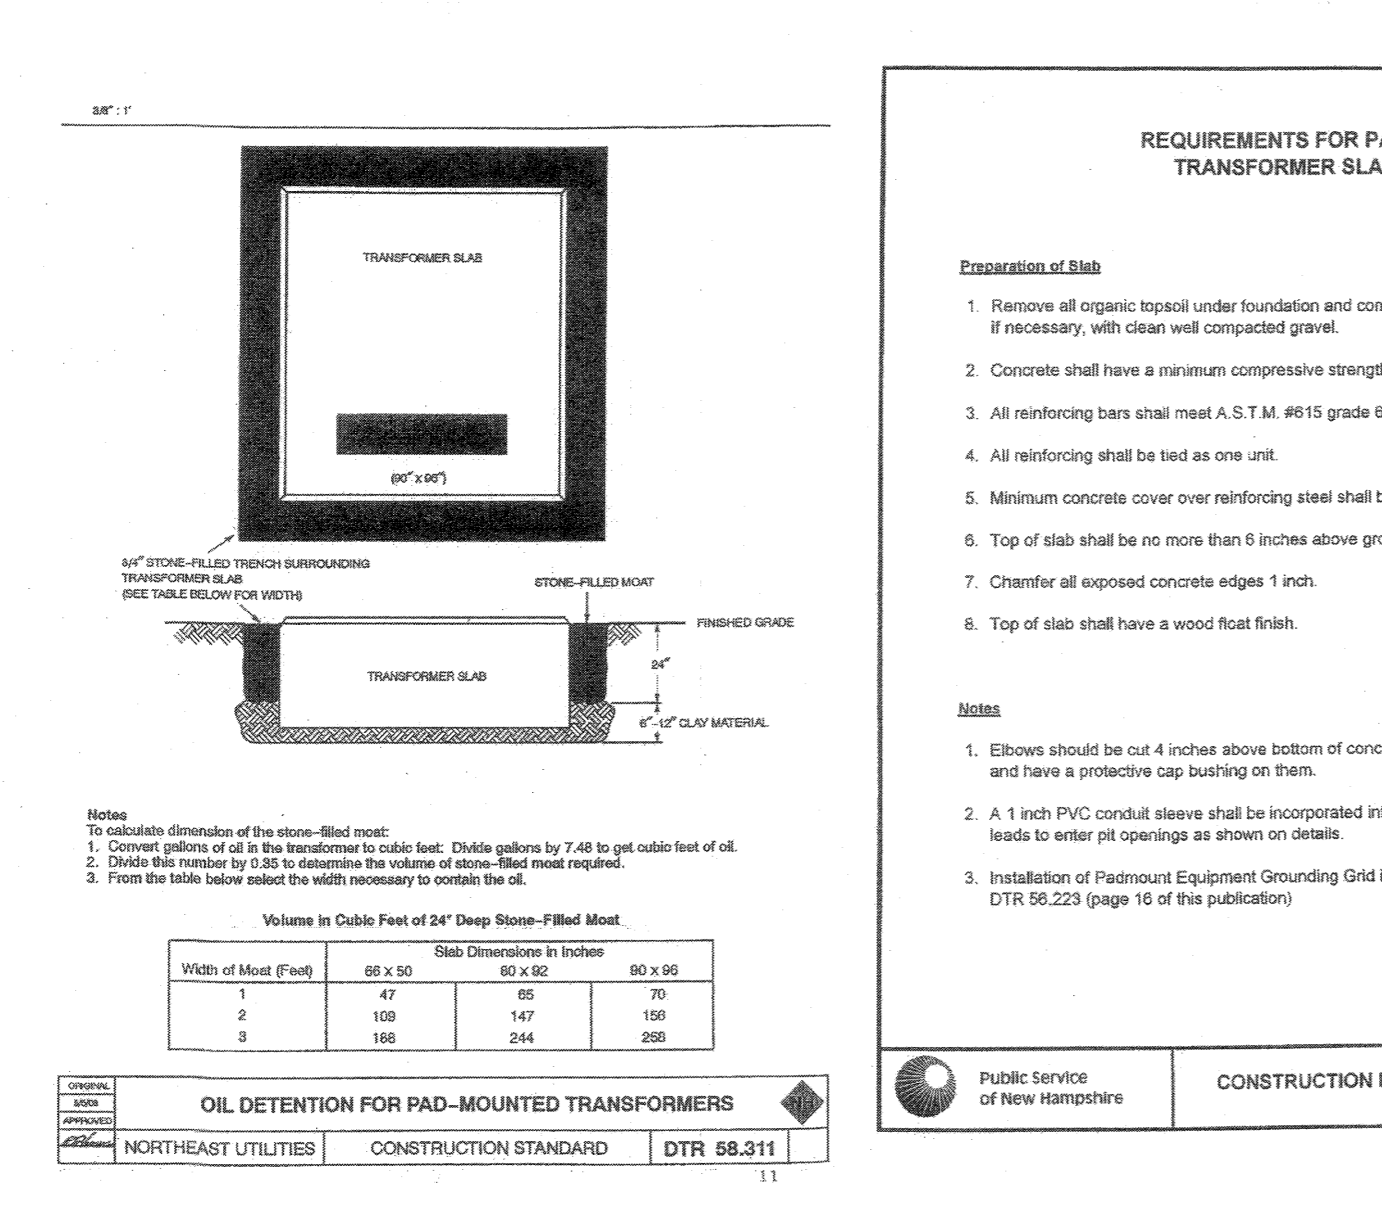 3/8" : 1'
TRANSFORMER SLAB
(90" x 96")
3/4" STONE-FILLED TRENCH SURROUNDING
TRANSFORMER SLAB
(SEE TABLE BELOW FOR WIDTH)
STONE-FILLED MOAT
FINISHED GRADE
24"
TRANSFORMER SLAB
6"-12" CLAY MATERIAL
Notes
To calculate dimension of the stone-filled moat:
1. Convert gallons of oil in the transformer to cubic feet: Divide gallons by 7.48 to get cubic feet of oil.
2. Divide this number by 0.35 to determine the volume of stone-filled moat required.
3. From the table below select the width necessary to contain the oil.
Volume in Cubic Feet of 24" Deep Stone-Filled Moat
Slab Dimensions in Inches
Width of Moat (Feet) 66 x 50 80 x 92 90 x 96
1 47 65 70
2 109 147 156
3 188 244 258
ORIGINAL
APPROVED
OIL DETENTION FOR PAD-MOUNTED TRANSFORMERS
NORTHEAST UTILITIES CONSTRUCTION STANDARD DTR 58.311
NU
11
REQUIREMENTS FOR PA
TRANSFORMER SLA
Preparation of Slab
1. Remove all organic topsoil under foundation and con
if necessary, with clean well compacted gravel.
2. Concrete shall have a minimum compressive strengt
3. All reinforcing bars shall meet A.S.T.M. #615 grade 6
4. All reinforcing shall be tied as one unit.
5. Minimum concrete cover over reinforcing steel shall b
6. Top of slab shall be no more than 6 inches above gro
7. Chamfer all exposed concrete edges 1 inch.
8. Top of slab shall have a wood float finish.
Notes
1. Elbows should be cut 4 inches above bottom of conc
and have a protective cap bushing on them.
2. A 1 inch PVC conduit sleeve shall be incorporated in
leads to enter pit openings as shown on details.
3. Installation of Padmount Equipment Grounding Grid i
DTR 56.223 (page 16 of this publication)
Public Service
of New Hampshire
CONSTRUCTION